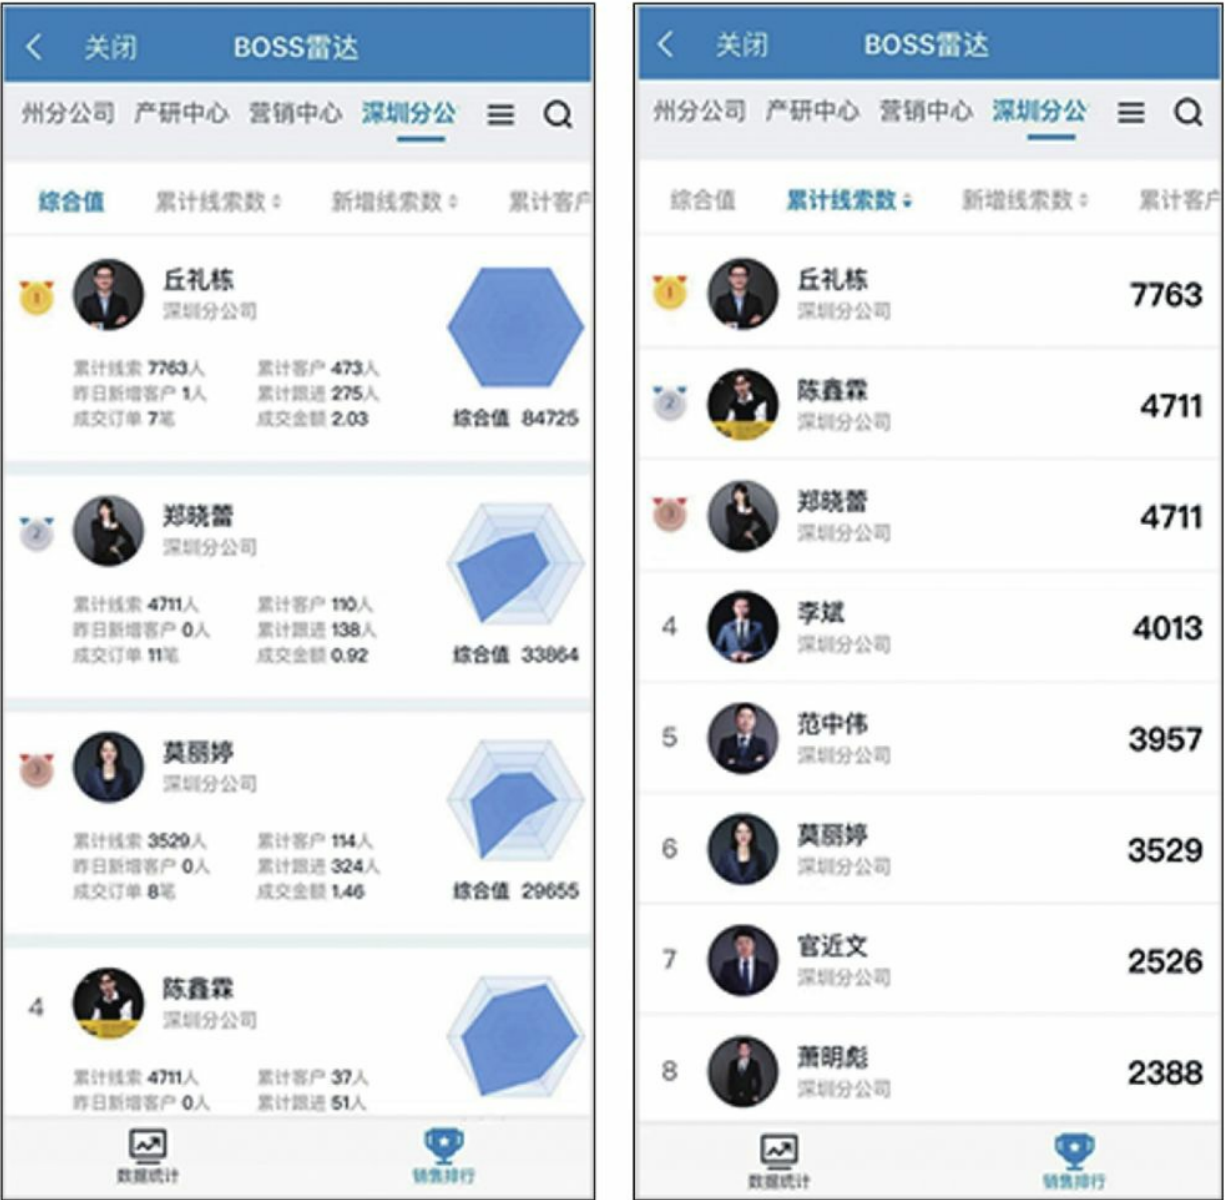 关闭 BOSS雷达
州分公司 产研中心 营销中心 深圳分公
综合值 累计线索数 新增线索数 累计客户
1 丘礼栋
深圳分公司
累计线索 7763人 累计客户 473人
昨日新增客户 1人 累计跟进 275人
成交订单 7笔 成交金额 2.03
综合值 84725
2 郑晓蕾
深圳分公司
累计线索 4711人 累计客户 110人
昨日新增客户 0人 累计跟进 138人
成交订单 11笔 成交金额 0.92
综合值 33864
3 莫丽婷
深圳分公司
累计线索 3529人 累计客户 114人
昨日新增客户 0人 累计跟进 324人
成交订单 8笔 成交金额 1.46
综合值 29655
4 陈鑫霖
深圳分公司
累计线索 4711人 累计客户 37人
昨日新增客户 0人 累计跟进 51人
数据统计 销售排行
关闭 BOSS雷达
州分公司 产研中心 营销中心 深圳分公
综合值 累计线索数 新增线索数 累计客户
1 丘礼栋 7763
深圳分公司
2 陈鑫霖 4711
深圳分公司
3 郑晓蕾 4711
深圳分公司
4 李斌 4013
深圳分公司
5 范中伟 3957
深圳分公司
6 莫丽婷 3529
深圳分公司
7 官近文 2526
深圳分公司
8 萧明彪 2388
深圳分公司
数据统计 销售排行